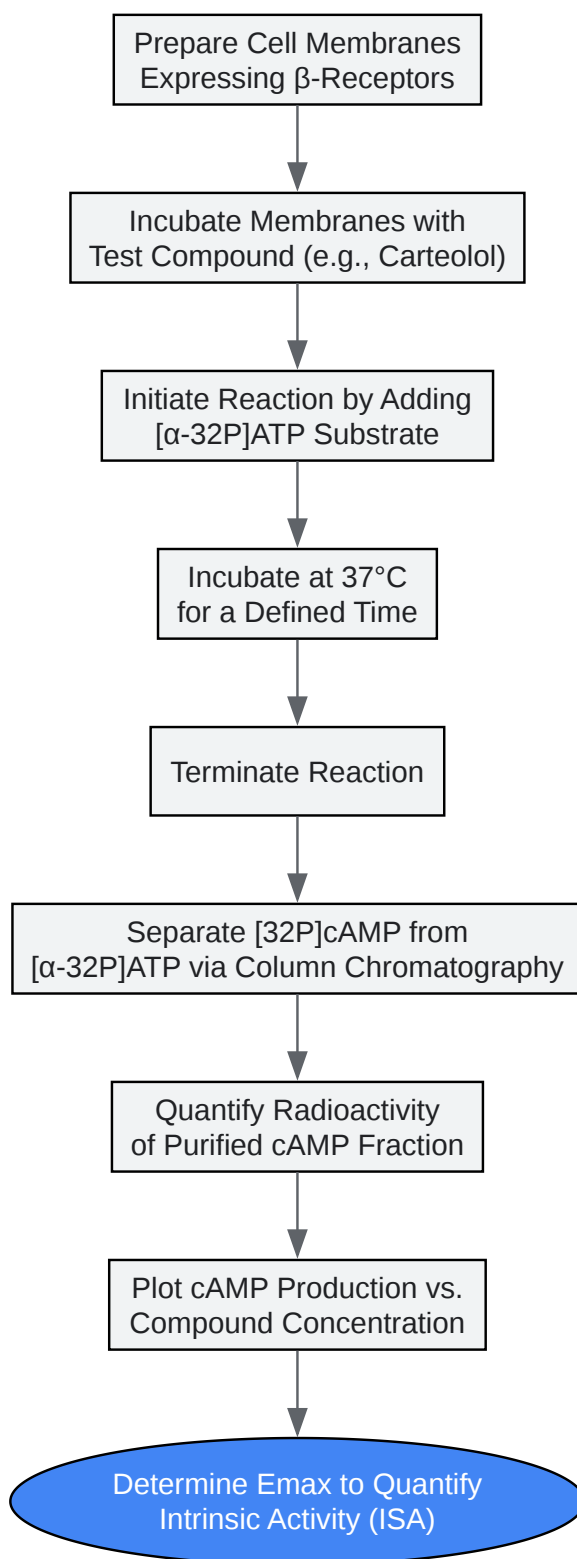 Prepare Cell Membranes
Expressing β-Receptors
Incubate Membranes with
Test Compound (e.g., Carteolol)
Initiate Reaction by Adding
[α-32P]ATP Substrate
Incubate at 37°C
for a Defined Time
Terminate Reaction
Separate [32P]cAMP from
[α-32P]ATP via Column Chromatography
Quantify Radioactivity
of Purified cAMP Fraction
Plot cAMP Production vs.
Compound Concentration
Determine Emax to Quantify
Intrinsic Activity (ISA)